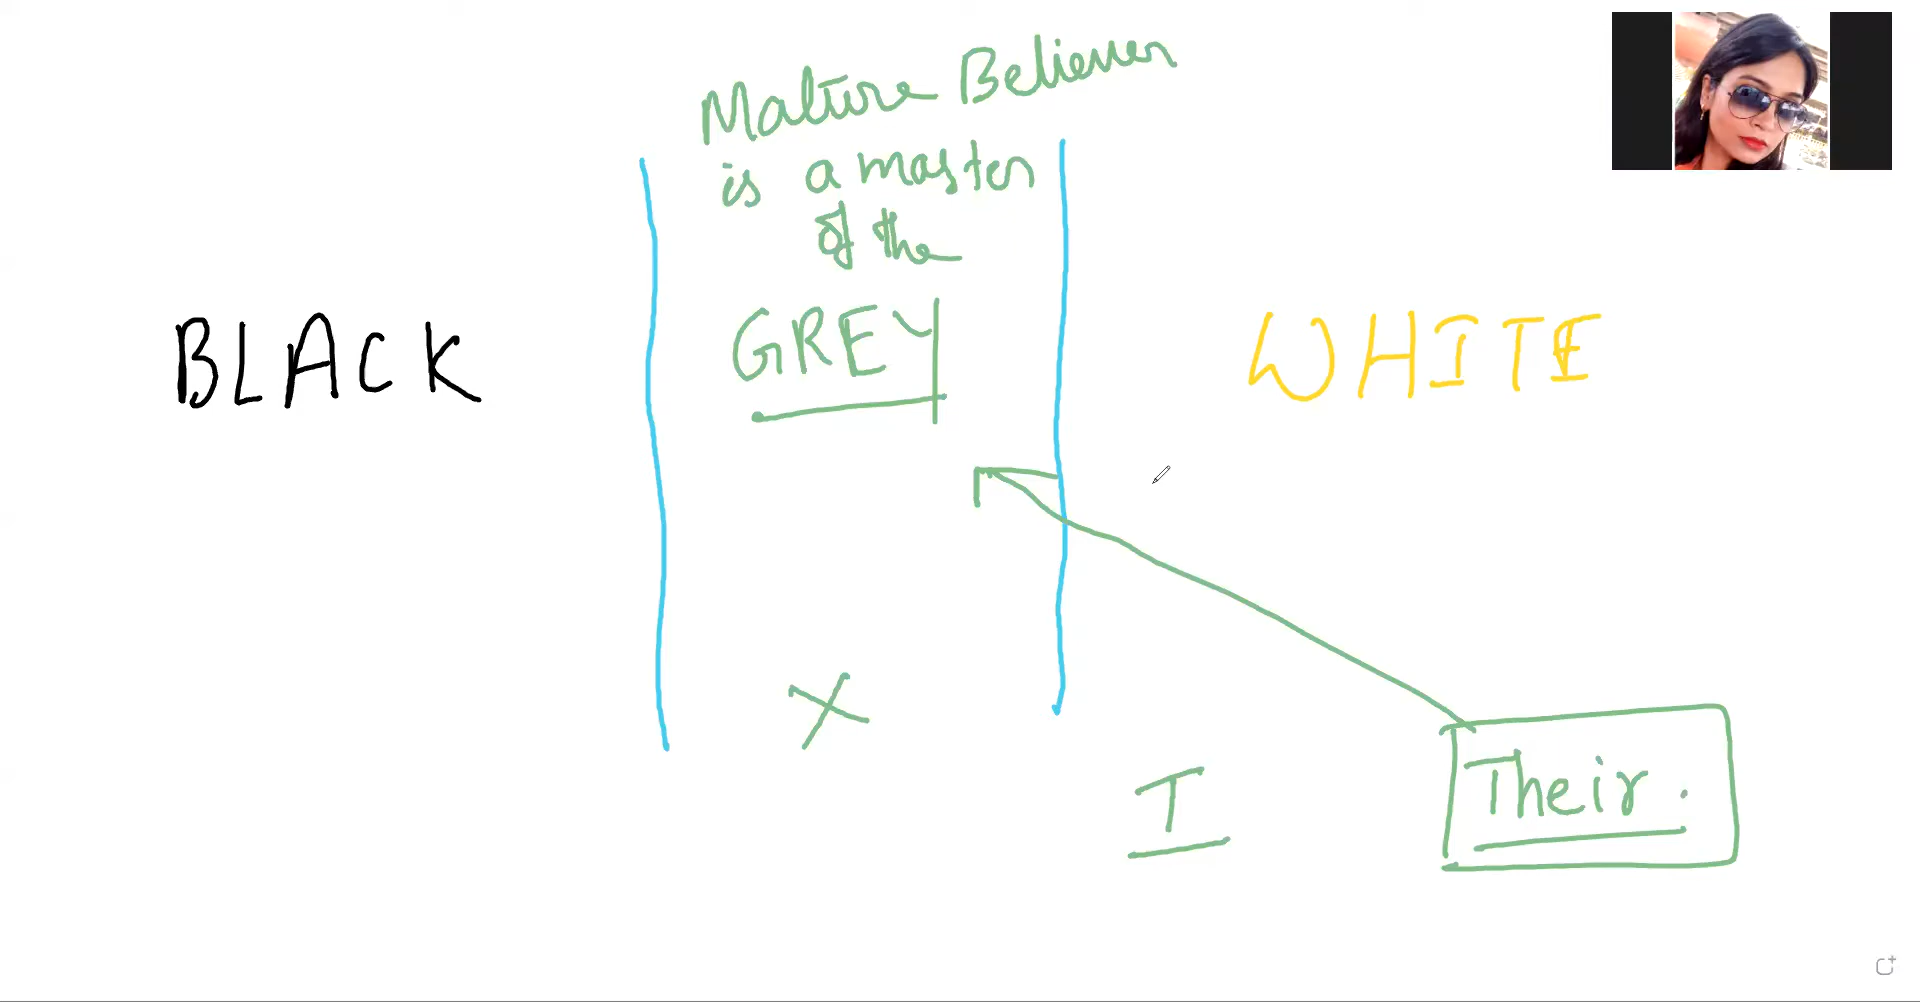 Mature Believer
is a master
of the
BLACK
GREY
WHITE
X
I
Their.